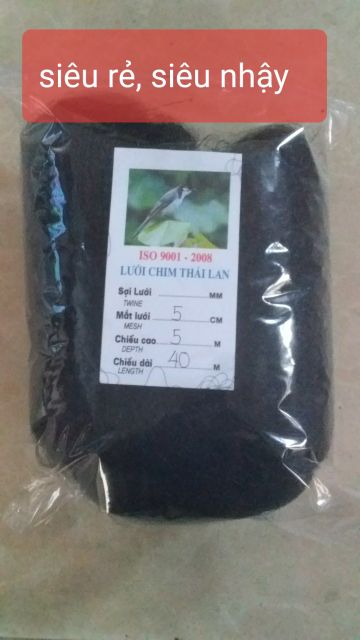 siêu rẻ, siêu nhậy
ISO 9001 - 2008
LƯỚI CHIM THÁI LAN
Sợi Lưới MM
TWINE
Mắt lưới 5 CM
MESH
Chiều cao 5 M
DEPTH
Chiều dài 40 M
LENGTH